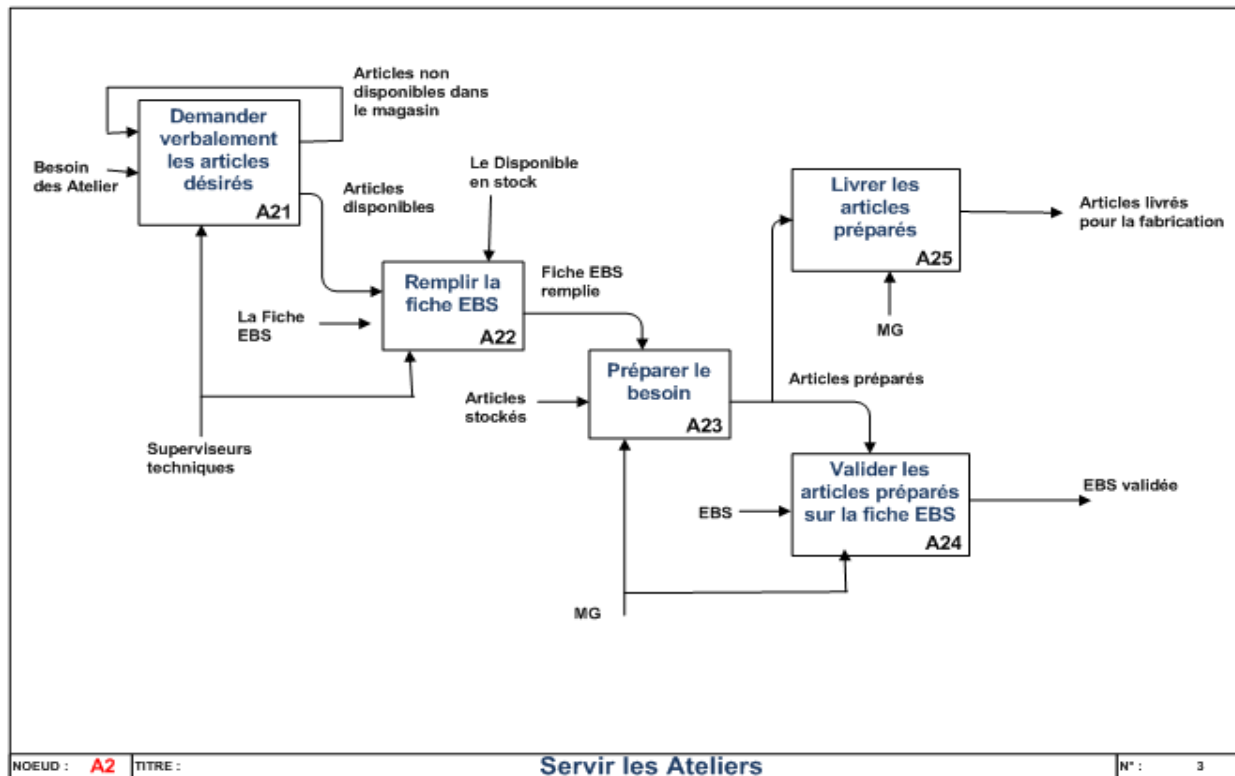 Articles non
disponibles dans
le magasin
Demander
verbalement
les articles
désirés
A21
Besoin
des Atelier
Articles
disponibles
Le Disponible
en stock
Livrer les
articles
préparés
A25
Articles livrés
pour la fabrication
MG
Remplir la
fiche EBS
A22
La Fiche
EBS
Fiche EBS
remplie
Préparer le
besoin
A23
Articles
stockés
Articles préparés
Superviseurs
techniques
Valider les
articles préparés
sur la fiche EBS
A24
EBS
EBS validée
MG
NOEUD : A2 TITRE : Servir les Ateliers N° : 3